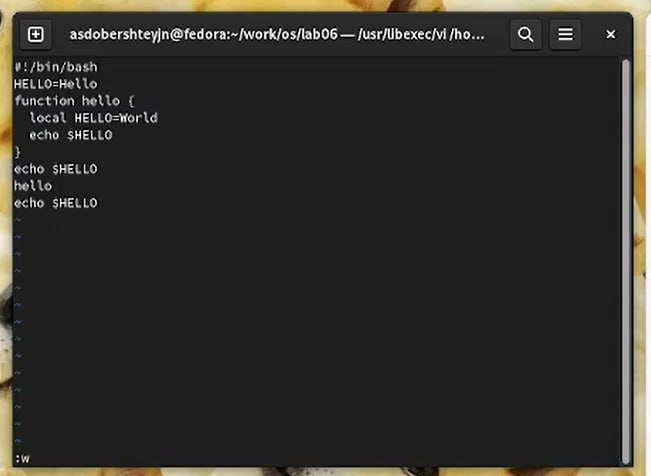 asdobershteyjn@fedora:~/work/os/lab06 — /usr/libexec/vi /ho...
#!/bin/bash
HELLO=Hello
function hello {
  local HELLO=World
  echo $HELLO
}
echo $HELLO
hello
echo $HELLO
~
~
~
~
~
~
~
~
~
~
~
~
~
~
:w